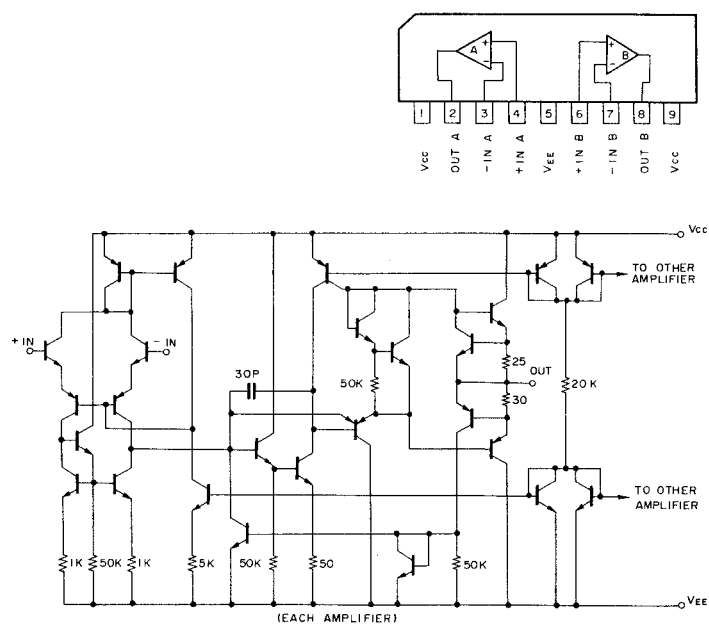 A
+
-
+
-
B
1 2 3 4 5 6 7 8 9
VCC
OUT A
-IN A
+IN A
VEE
+IN B
-IN B
OUT B
VCC
VCC
TO OTHER
AMPLIFIER
+ IN
- IN
30P
50K
25
OUT
30
20K
TO OTHER
AMPLIFIER
1K
50K
1K
5K
50K
50
50K
VEE
(EACH AMPLIFIER)